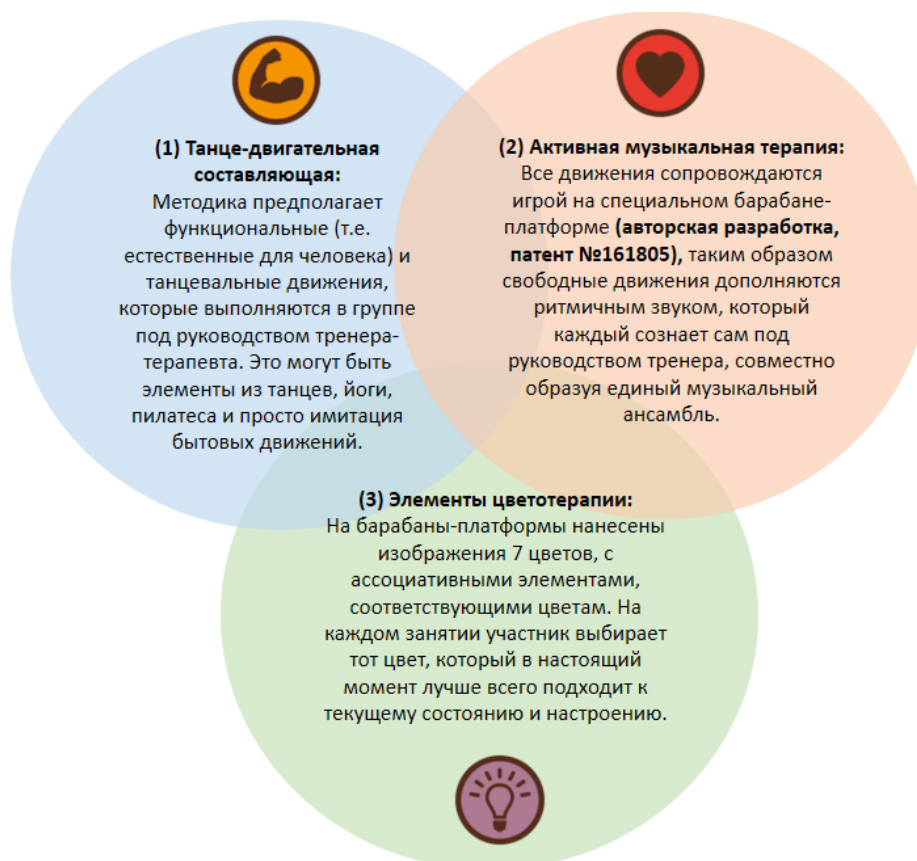 (1) Танце-двигательная
составляющая:
Методика предполагает
функциональные (т.е.
естественные для человека) и
танцевальные движения,
которые выполняются в группе
под руководством тренера-
терапевта. Это могут быть
элементы из танцев, йоги,
пилатеса и просто имитация
бытовых движений.
(2) Активная музыкальная терапия:
Все движения сопровождаются
игрой на специальном барабане-
платформе (авторская разработка,
патент №161805), таким образом
свободные движения дополняются
ритмичным звуком, который
каждый сознает сам под
руководством тренера, совместно
образуя единый музыкальный
ансамбль.
(3) Элементы цветотерапии:
На барабаны-платформы нанесены
изображения 7 цветов, с
ассоциативными элементами,
соответствующими цветам. На
каждом занятии участник выбирает
тот цвет, который в настоящий
момент лучше всего подходит к
текущему состоянию и настроению.